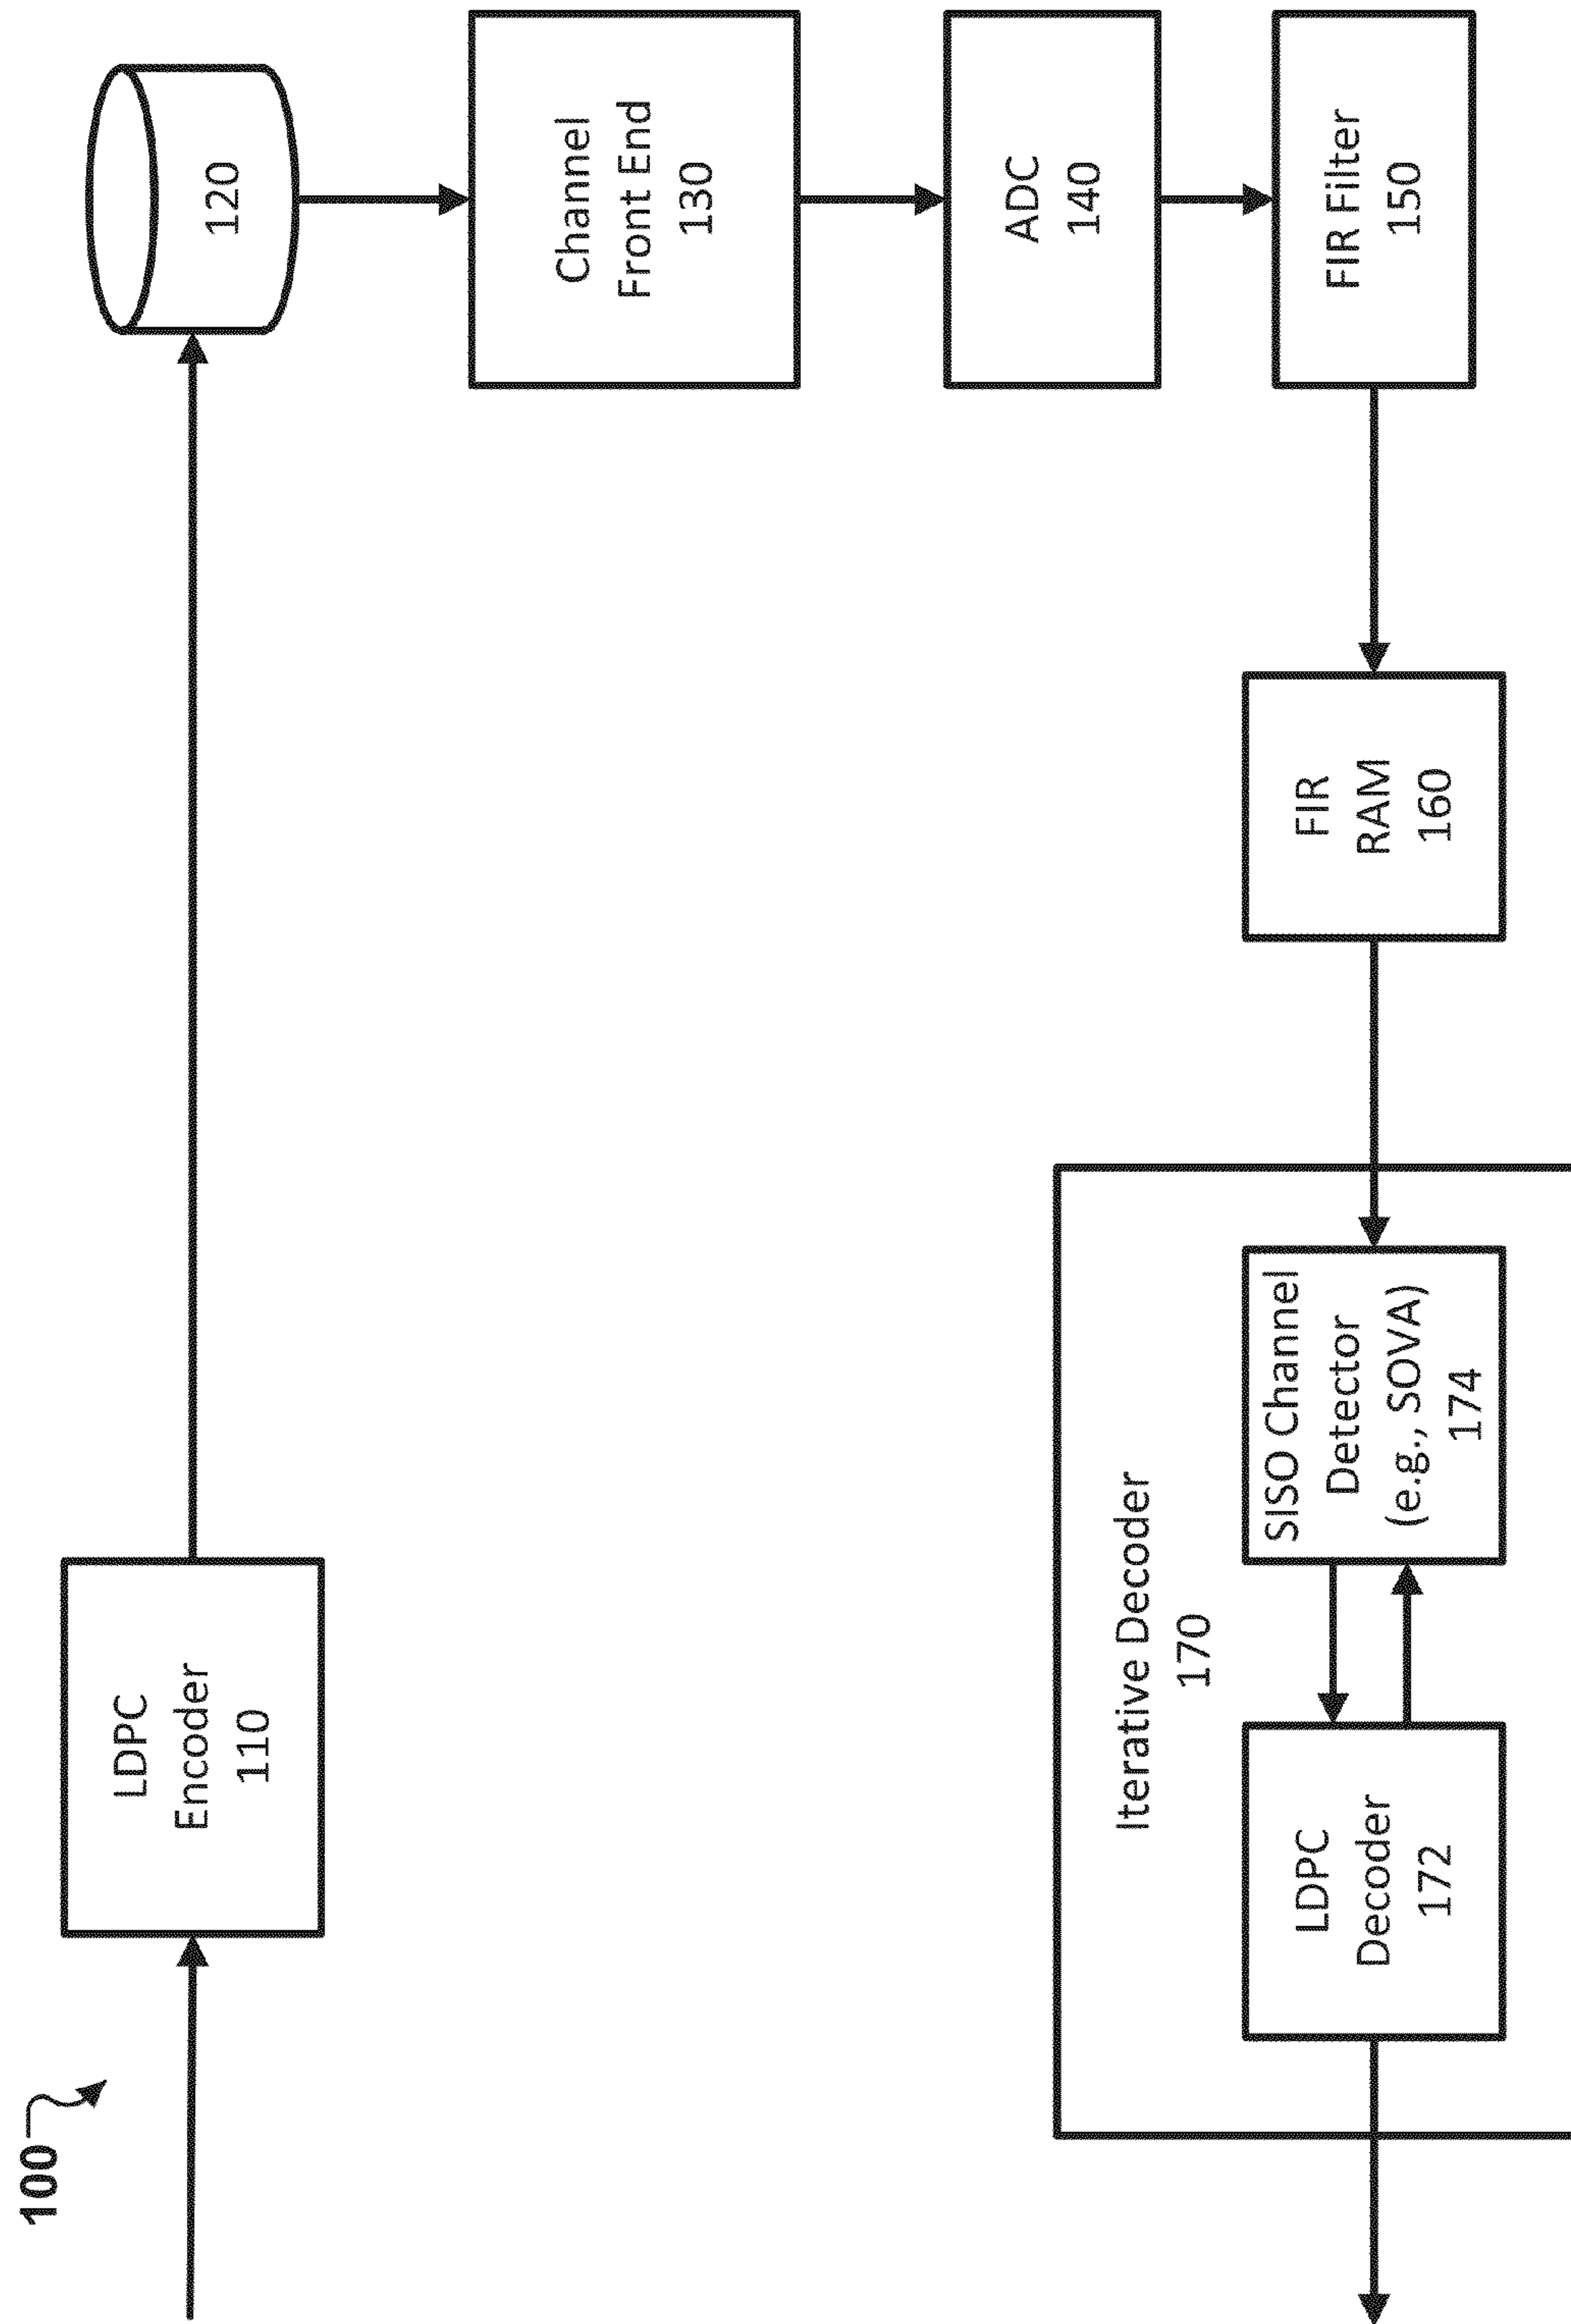 100
LDPC
Encoder
110
120
Channel
Front End
130
ADC
140
FIR Filter
150
FIR
RAM
160
Iterative Decoder
170
SISO Channel
Detector
(e.g., SOVA)
174
LDPC
Decoder
172